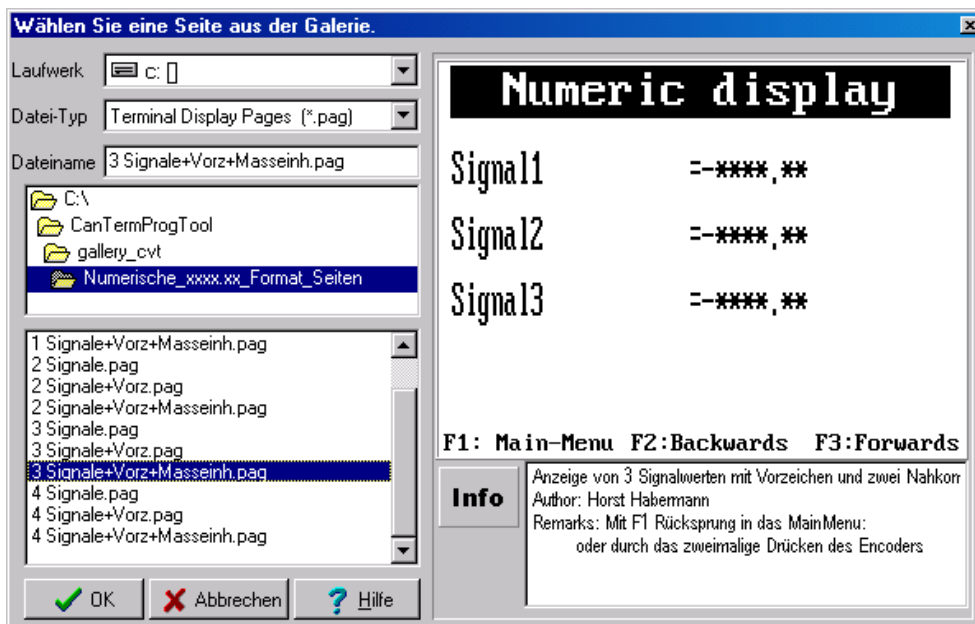 Wählen Sie eine Seite aus der Galerie.
Laufwerk c: []
Datei-Typ Terminal Display Pages (*.pag)
Dateiname 3 Signale+Vorz+Masseinh.pag
C:\
CanTermProgTool
gallery_cvt
Numerische_xxxx.xx_Format_Seiten
1 Signale+Vorz+Masseinh.pag
2 Signale.pag
2 Signale+Vorz.pag
2 Signale+Vorz+Masseinh.pag
3 Signale.pag
3 Signale+Vorz.pag
3 Signale+Vorz+Masseinh.pag
4 Signale.pag
4 Signale+Vorz.pag
4 Signale+Vorz+Masseinh.pag
OK Abbrechen Hilfe
Numeric display
Signal1 =-****.**
Signal2 =-****.**
Signal3 =-****.**
F1: Main-Menu F2:Backwards F3:Forwards
Info
Anzeige von 3 Signalwerten mit Vorzeichen und zwei Nahkom
Author: Horst Habermann
Remarks: Mit F1 Rücksprung in das MainMenu:
oder durch das zweimalige Drücken des Encoders